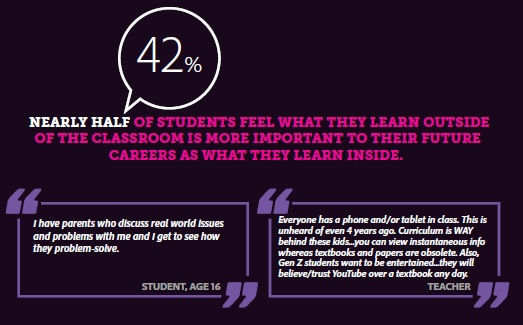 42%
NEARLY HALF OF STUDENTS FEEL WHAT THEY LEARN OUTSIDE
OF THE CLASSROOM IS MORE IMPORTANT TO THEIR FUTURE
CAREERS AS WHAT THEY LEARN INSIDE.
I have parents who discuss real world issues
and problems with me and I get to see how
they problem-solve.
STUDENT, AGE 16
Everyone has a phone and/or tablet in class. This is
unheard of even 4 years ago. Curriculum is WAY
behind these kids...you can view instantaneous info
whereas textbooks and papers are obsolete. Also,
Gen Z students want to be entertained...they will
believe/trust YouTube over a textbook any day.
TEACHER